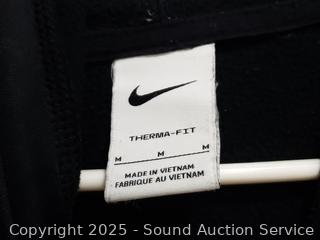 THERMA-FIT
M M M
MADE IN VIETNAM
FABRIQUE AU VIETNAM
Copyright 2025 - Sound Auction Service